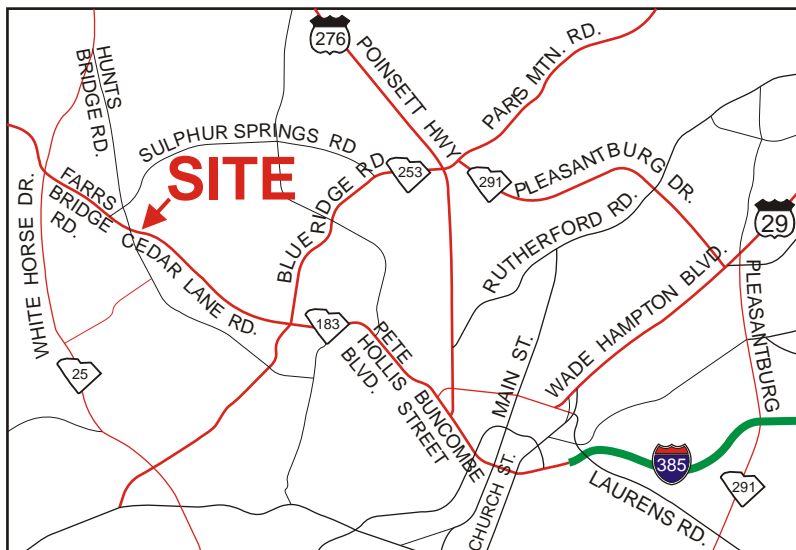 276
POINSETT HWY
PARIS MTN. RD.
HUNTS
BRIDGE RD.
SULPHUR SPRINGS RD
SITE
FARRS
BRIDGE
RD.
CEDAR LANE RD.
WHITE HORSE DR.
25
BLUE RIDGE RD
253
291
PLEASANTBURG DR.
RUTHERFORD RD.
29
WADE HAMPTON BLVD.
PLEASANTBURG
183
PETE
HOLLIS
BLVD.
BUNCOMBE
STREET
MAIN ST.
CHURCH ST.
385
LAURENS RD.
291